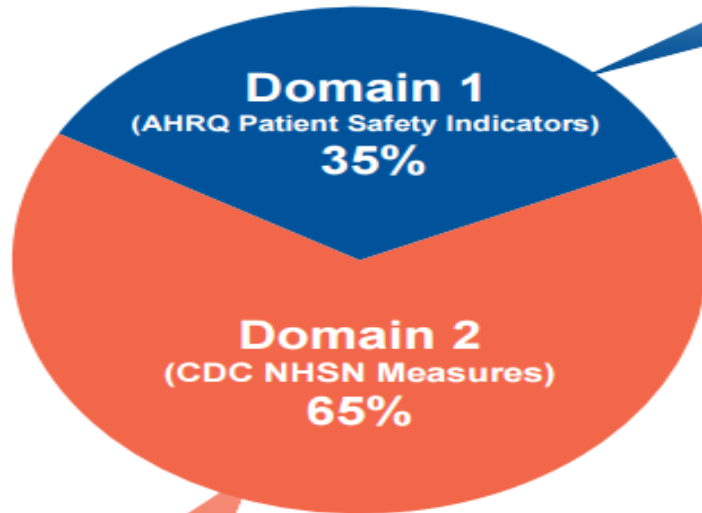 Domain 1
(AHRQ Patient Safety Indicators)
35%
Domain 2
(CDC NHSN Measures)
65%